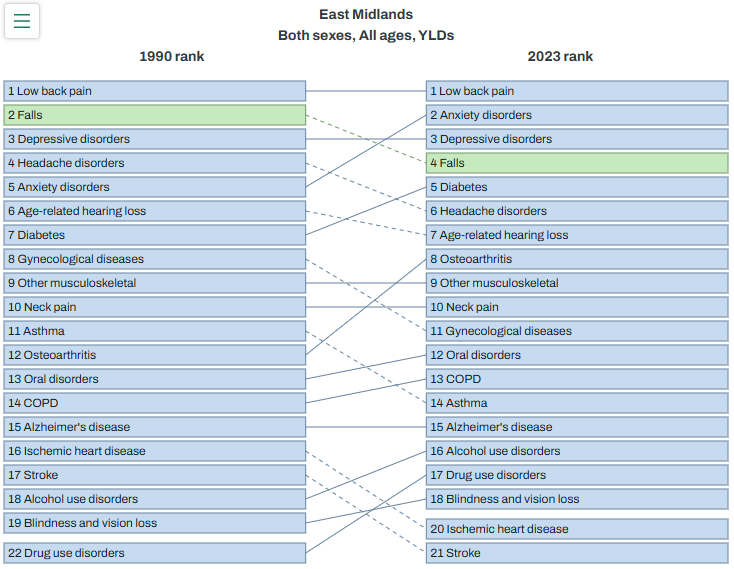 East Midlands
Both sexes, All ages, YLDs
1990 rank
2023 rank
1 Low back pain
2 Falls
3 Depressive disorders
4 Headache disorders
5 Anxiety disorders
6 Age-related hearing loss
7 Diabetes
8 Gynecological diseases
9 Other musculoskeletal
10 Neck pain
11 Asthma
12 Osteoarthritis
13 Oral disorders
14 COPD
15 Alzheimer's disease
16 Ischemic heart disease
17 Stroke
18 Alcohol use disorders
19 Blindness and vision loss
22 Drug use disorders
1 Low back pain
2 Anxiety disorders
3 Depressive disorders
4 Falls
5 Diabetes
6 Headache disorders
7 Age-related hearing loss
8 Osteoarthritis
9 Other musculoskeletal
10 Neck pain
11 Gynecological diseases
12 Oral disorders
13 COPD
14 Asthma
15 Alzheimer's disease
16 Alcohol use disorders
17 Drug use disorders
18 Blindness and vision loss
20 Ischemic heart disease
21 Stroke